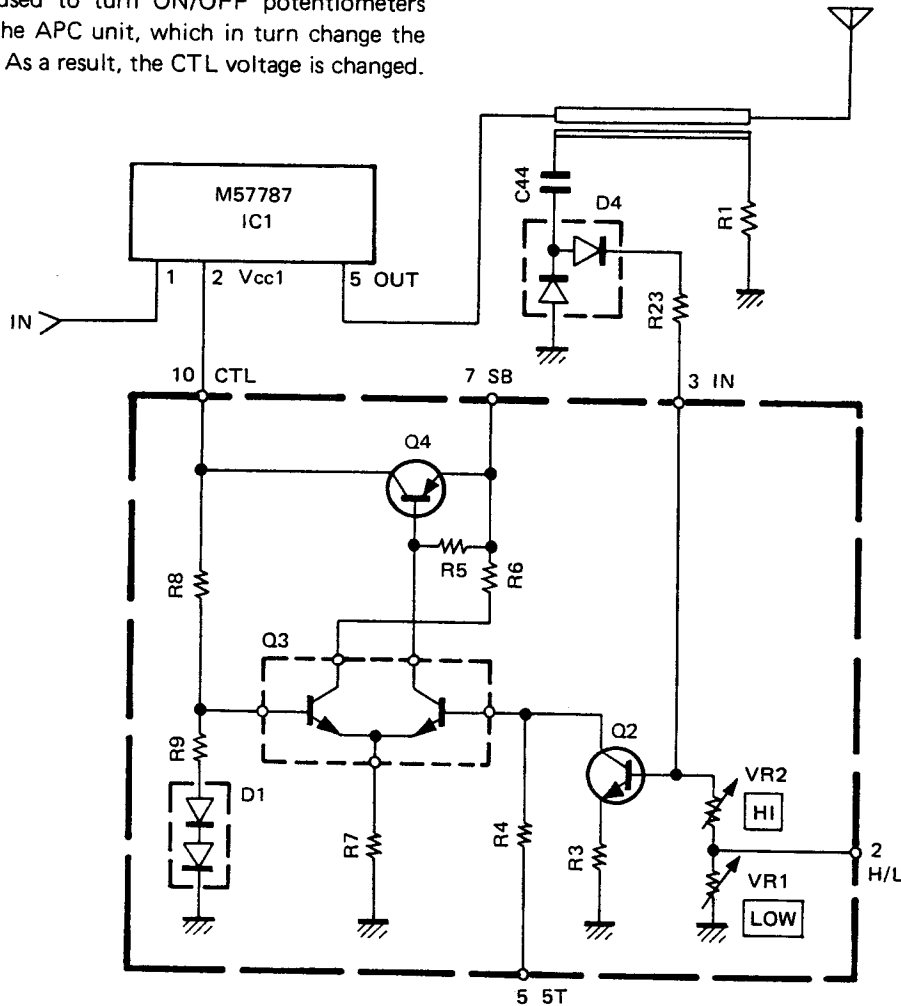 used to turn ON/OFF potentiometers
he APC unit, which in turn change the
As a result, the CTL voltage is changed.
M57787
IC1
1
2 Vcc1
5 OUT
IN
C44
D4
R1
R23
10 CTL
7 SB
3 IN
Q4
R5
R6
R8
Q3
Q2
R9
D1
R7
R4
R3
VR2
HI
2
H/L
VR1
LOW
5 5T